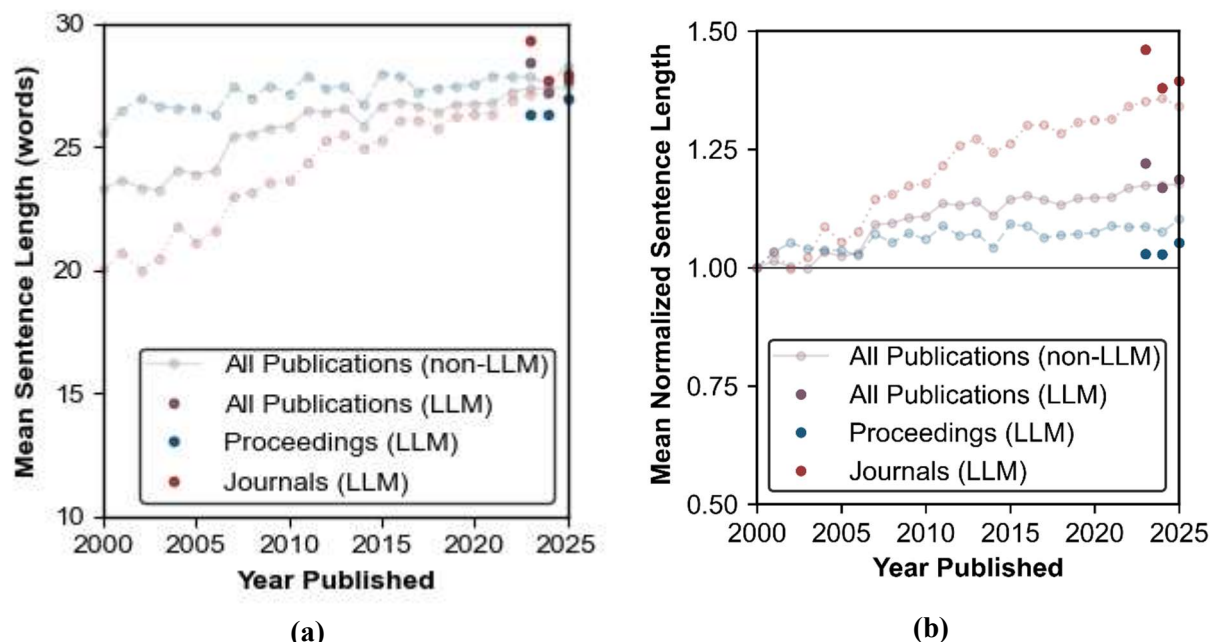 30
25
20
15
10
2000 2005 2010 2015 2020 2025
Mean Sentence Length (words)
Year Published
All Publications (non-LLM)
All Publications (LLM)
Proceedings (LLM)
Journals (LLM)
(a)
1.50
1.25
1.00
0.75
0.50
2000 2005 2010 2015 2020 2025
Mean Normalized Sentence Length
Year Published
All Publications (non-LLM)
All Publications (LLM)
Proceedings (LLM)
Journals (LLM)
(b)